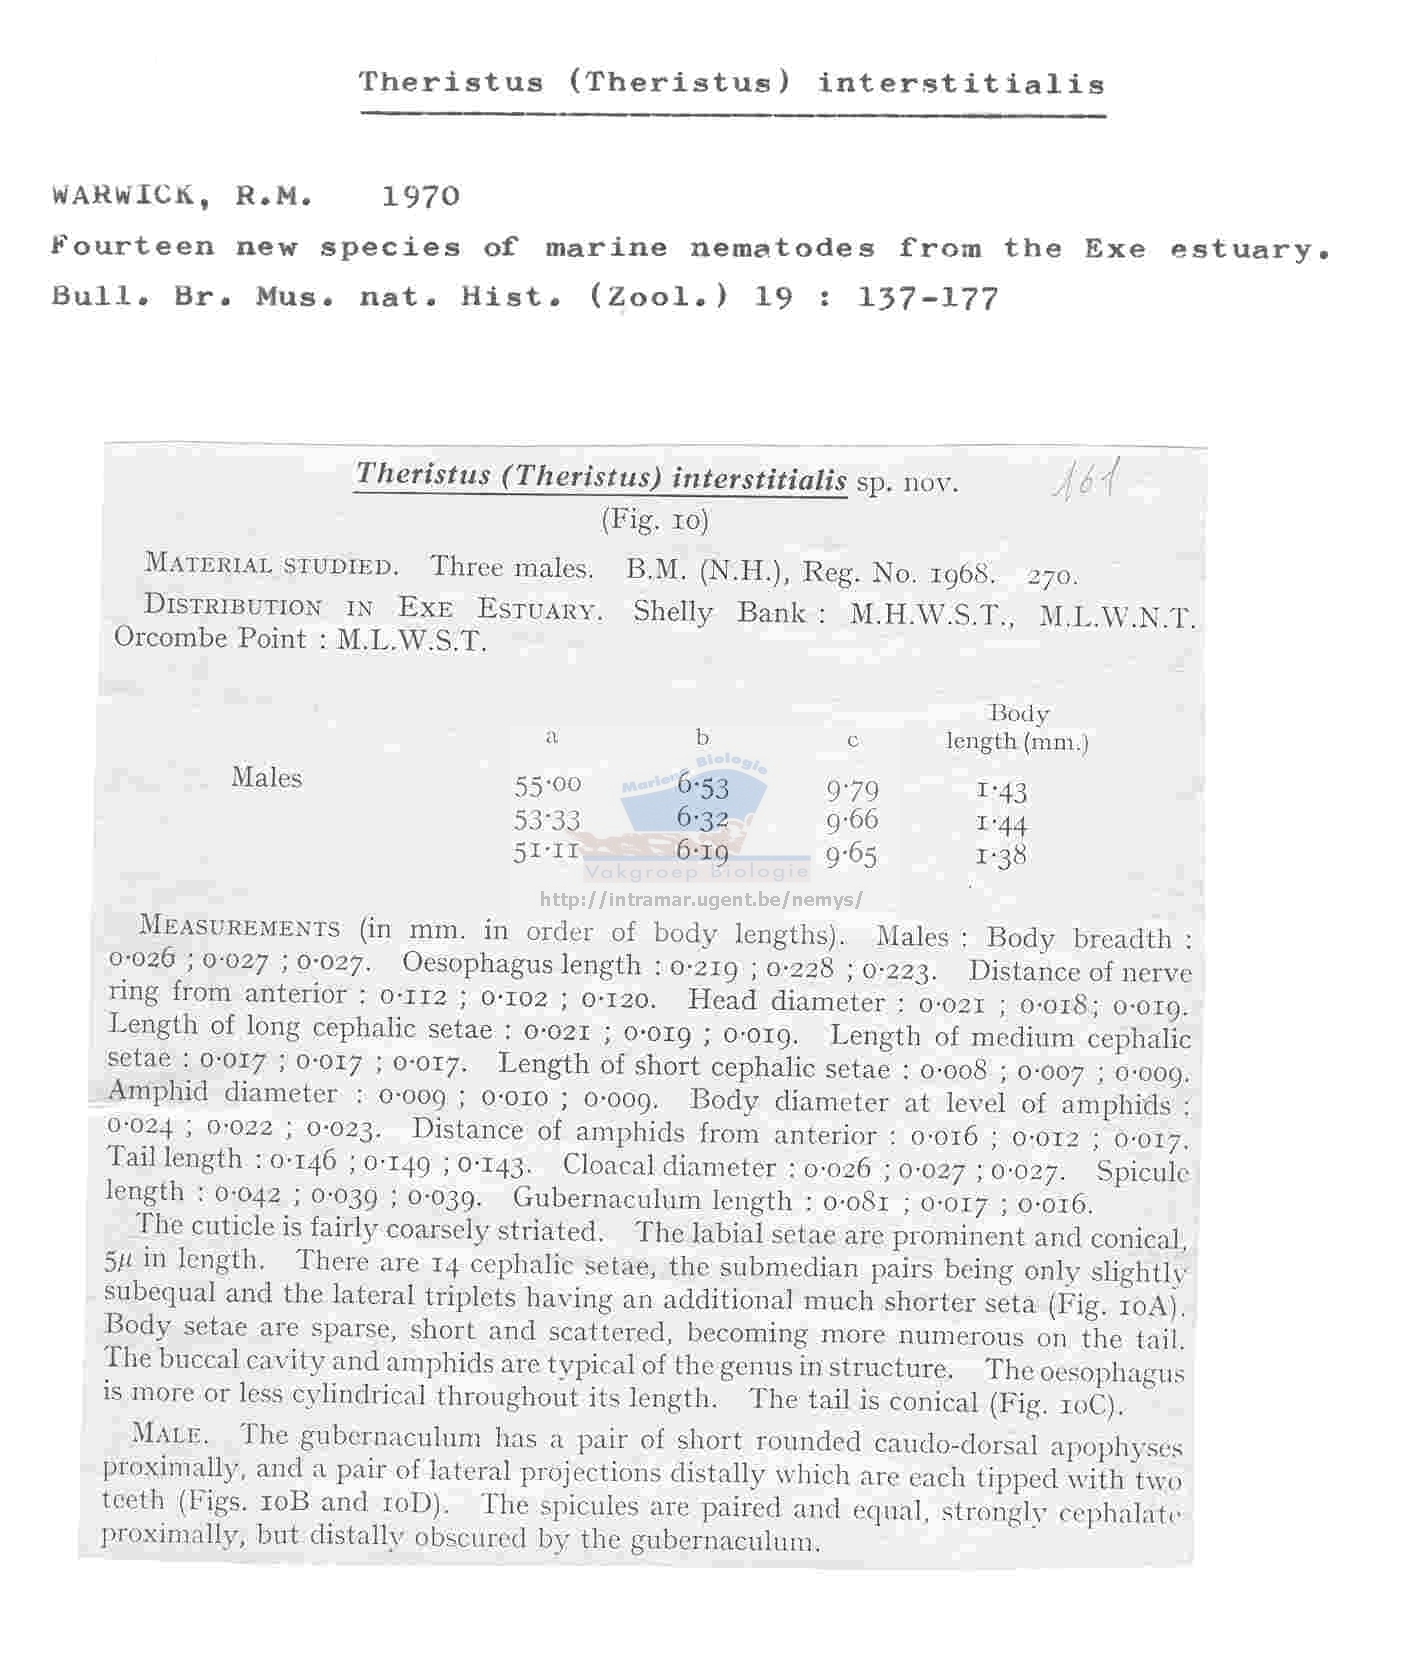 Theristus (Theristus) interstitialis
WARWICK, R.M. 1970
Fourteen new species of marine nematodes from the Exe estuary.
Bull. Br. Mus. nat. Hist. (Zool.) 19 : 137-177
Theristus (Theristus) interstitialis sp. nov. 161
(Fig. 10)
MATERIAL STUDIED. Three males. B.M. (N.H.), Reg. No. 1968. 270.
DISTRIBUTION IN EXE ESTUARY. Shelly Bank : M.H.W.S.T., M.L.W.N.T.
Orcombe Point : M.L.W.S.T.
Body
a b c length (mm.)
Males 55·00 6·53 9·79 1·43
53·33 6·32 9·66 1·44
51·11 6·19 9·65 1·38
Mariene Biologie
Vakgroep Biologie
http://intramar.ugent.be/nemys/
MEASUREMENTS (in mm. in order of body lengths). Males : Body breadth :
0·026 ; 0·027 ; 0·027. Oesophagus length : 0·219 ; 0·228 ; 0·223. Distance of nerve
ring from anterior : 0·112 ; 0·102 ; 0·120. Head diameter : 0·021 ; 0·018; 0·019.
Length of long cephalic setae : 0·021 ; 0·019 ; 0·019. Length of medium cephalic
setae : 0·017 ; 0·017 ; 0·017. Length of short cephalic setae : 0·008 ; 0·007 ; 0·009.
Amphid diameter : 0·009 ; 0·010 ; 0·009. Body diameter at level of amphids :
0·024 ; 0·022 ; 0·023. Distance of amphids from anterior : 0·016 ; 0·012 ; 0·017.
Tail length : 0·146 ; 0·149 ; 0·143. Cloacal diameter : 0·026 ; 0·027 ; 0·027. Spicule
length : 0·042 ; 0·039 ; 0·039. Gubernaculum length : 0·081 ; 0·017 ; 0·016.
The cuticle is fairly coarsely striated. The labial setae are prominent and conical,
5μ in length. There are 14 cephalic setae, the submedian pairs being only slightly
subequal and the lateral triplets having an additional much shorter seta (Fig. 10A).
Body setae are sparse, short and scattered, becoming more numerous on the tail.
The buccal cavity and amphids are typical of the genus in structure. The oesophagus
is more or less cylindrical throughout its length. The tail is conical (Fig. 10C).
MALE. The gubernaculum has a pair of short rounded caudo-dorsal apophyses
proximally, and a pair of lateral projections distally which are each tipped with two
teeth (Figs. 10B and 10D). The spicules are paired and equal, strongly cephalate
proximally, but distally obscured by the gubernaculum.